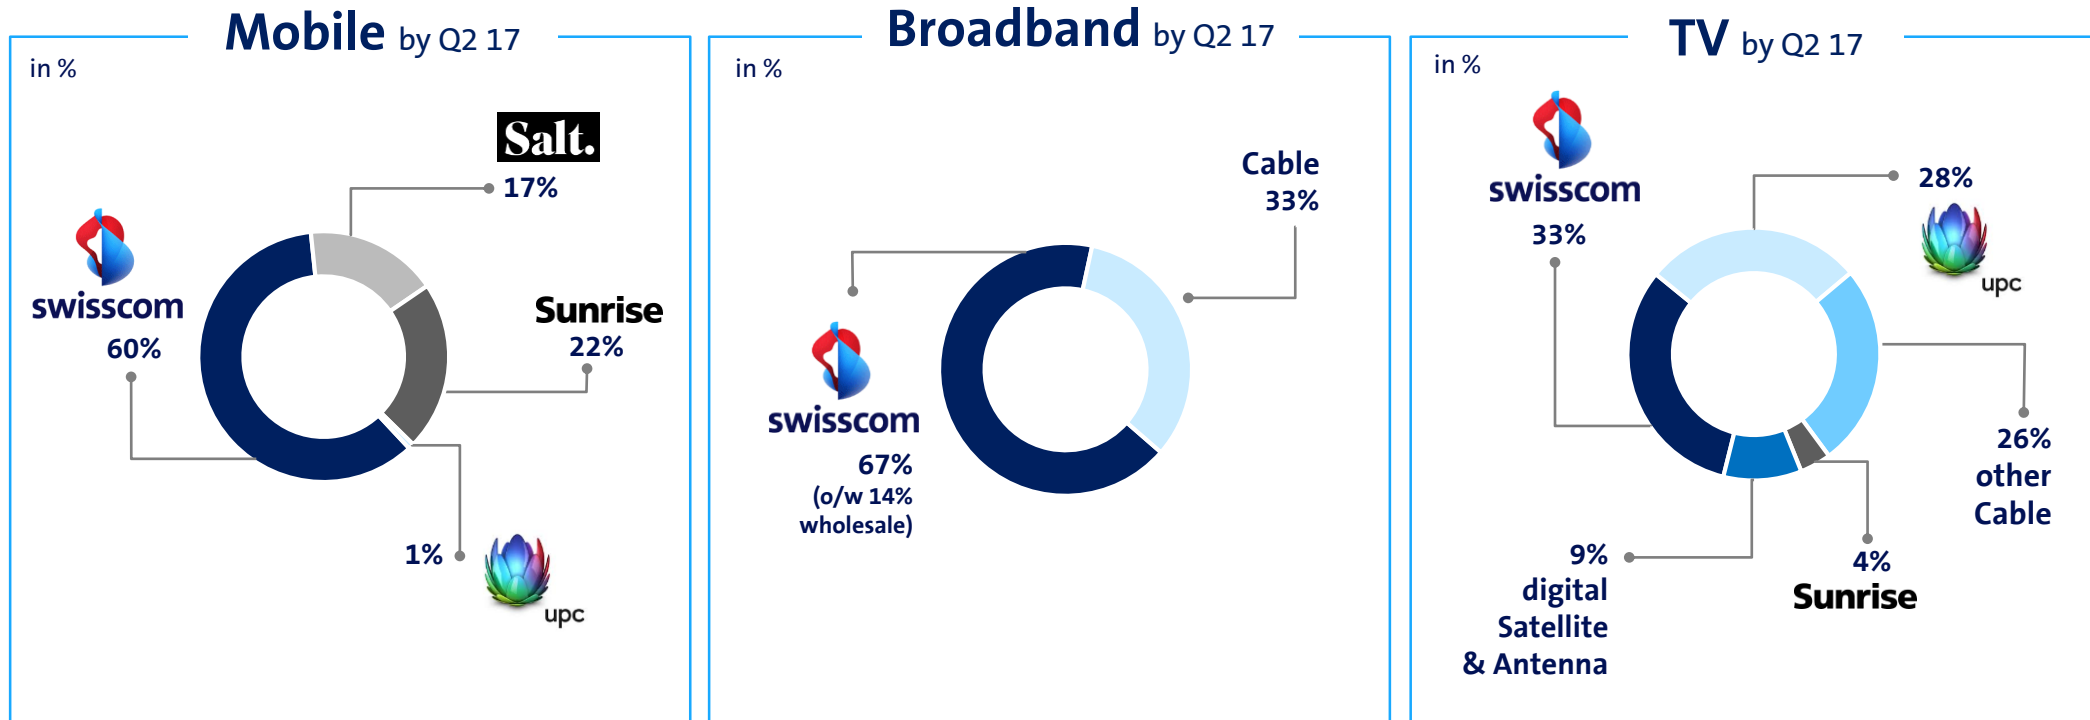 Mobile by Q2 17
in %
Salt.
17%
swisscom
60%
Sunrise
22%
1%
upc
Broadband by Q2 17
in %
Cable
33%
swisscom
67%
(o/w 14%
wholesale)
TV by Q2 17
in %
swisscom
33%
28%
upc
26%
other
Cable
4%
Sunrise
9%
digital
Satellite
& Antenna